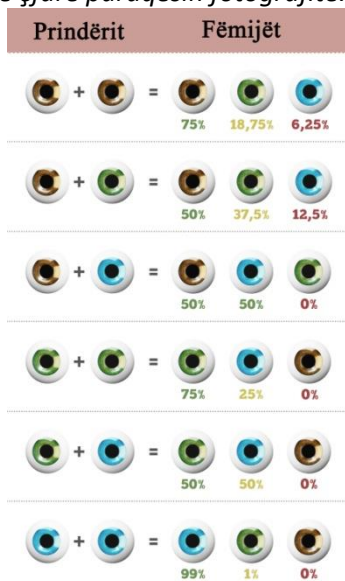 Prindërit Fëmijët
+ =
75% 18,75% 6,25%
+ =
50% 37,5% 12,5%
+ =
50% 50% 0%
+ =
75% 25% 0%
+ =
50% 50% 0%
+ =
99% 1% 0%